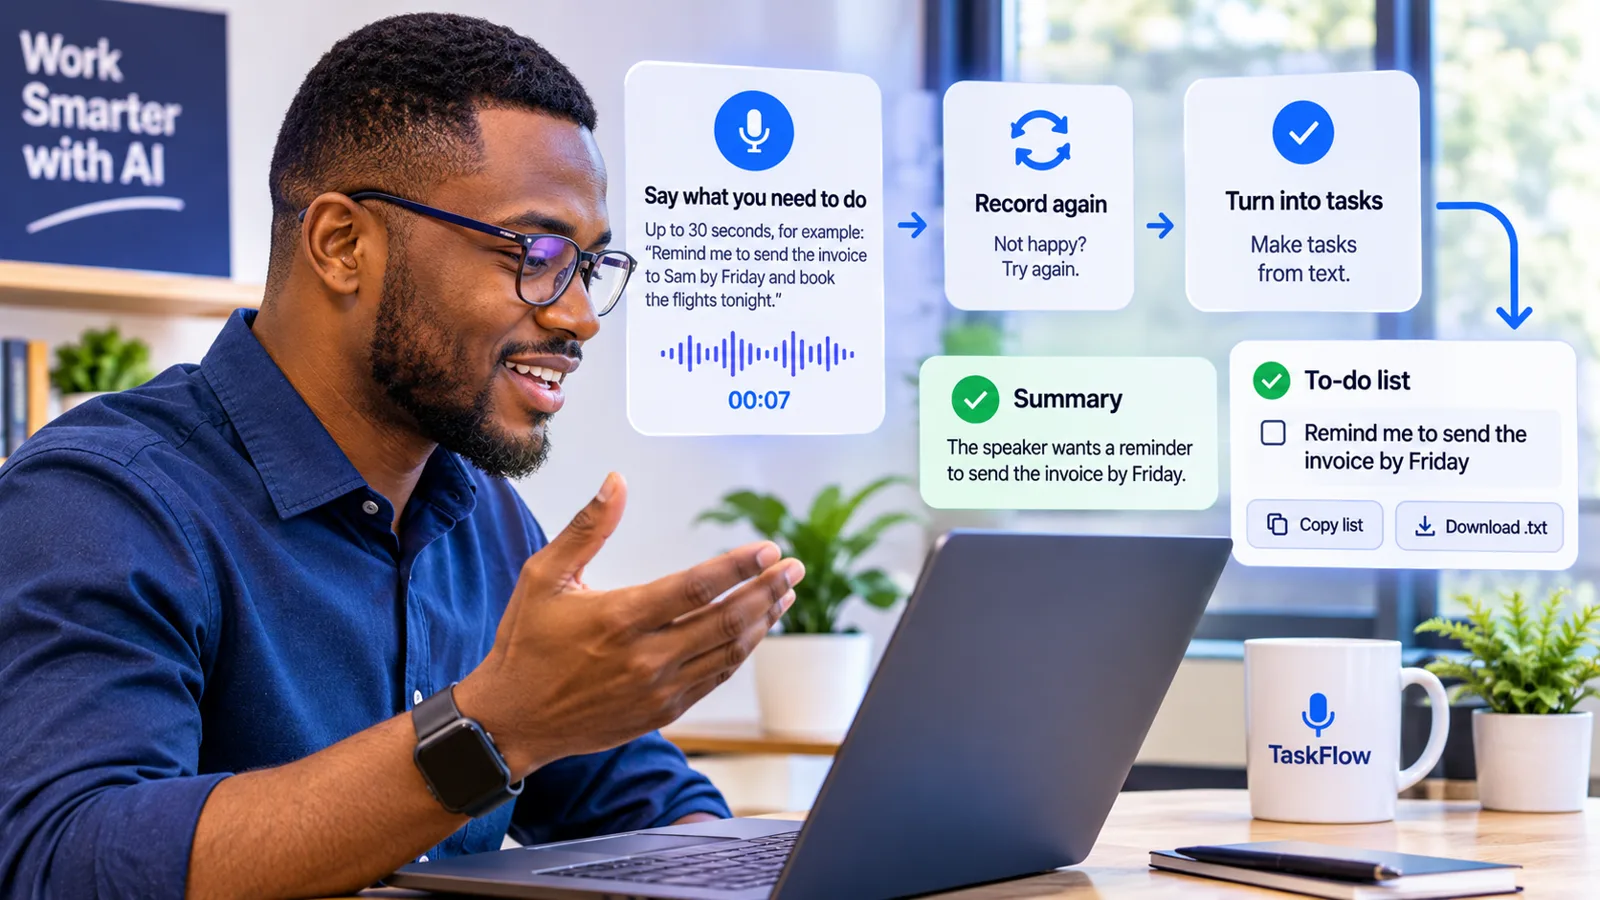 Work
Smarter
with AI
Say what you need to do
Up to 30 seconds, for example:
“Remind me to send the invoice
to Sam by Friday and book
the flights tonight.”
00:07
Record again
Not happy?
Try again.
Turn into tasks
Make tasks
from text.
Summary
The speaker wants a reminder
to send the invoice by Friday.
To-do list
Remind me to send the
invoice by Friday
Copy list
Download .txt
TaskFlow